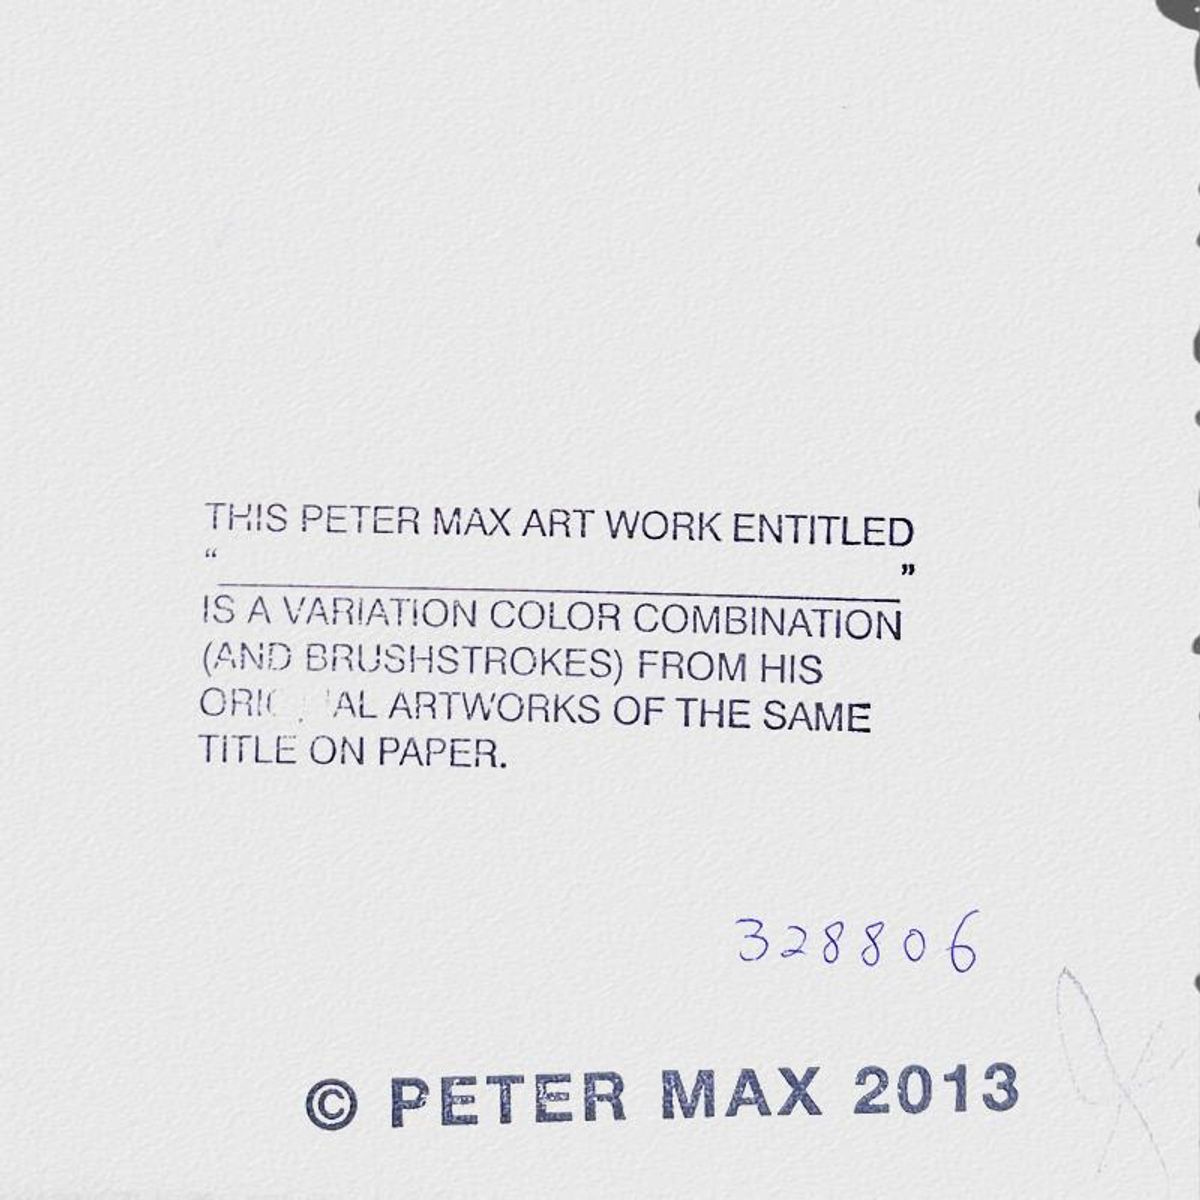 THIS PETER MAX ART WORK ENTITLED
“ ”
IS A VARIATION COLOR COMBINATION
(AND BRUSHSTROKES) FROM HIS
ORIGINAL ARTWORKS OF THE SAME
TITLE ON PAPER.
328806
© PETER MAX 2013